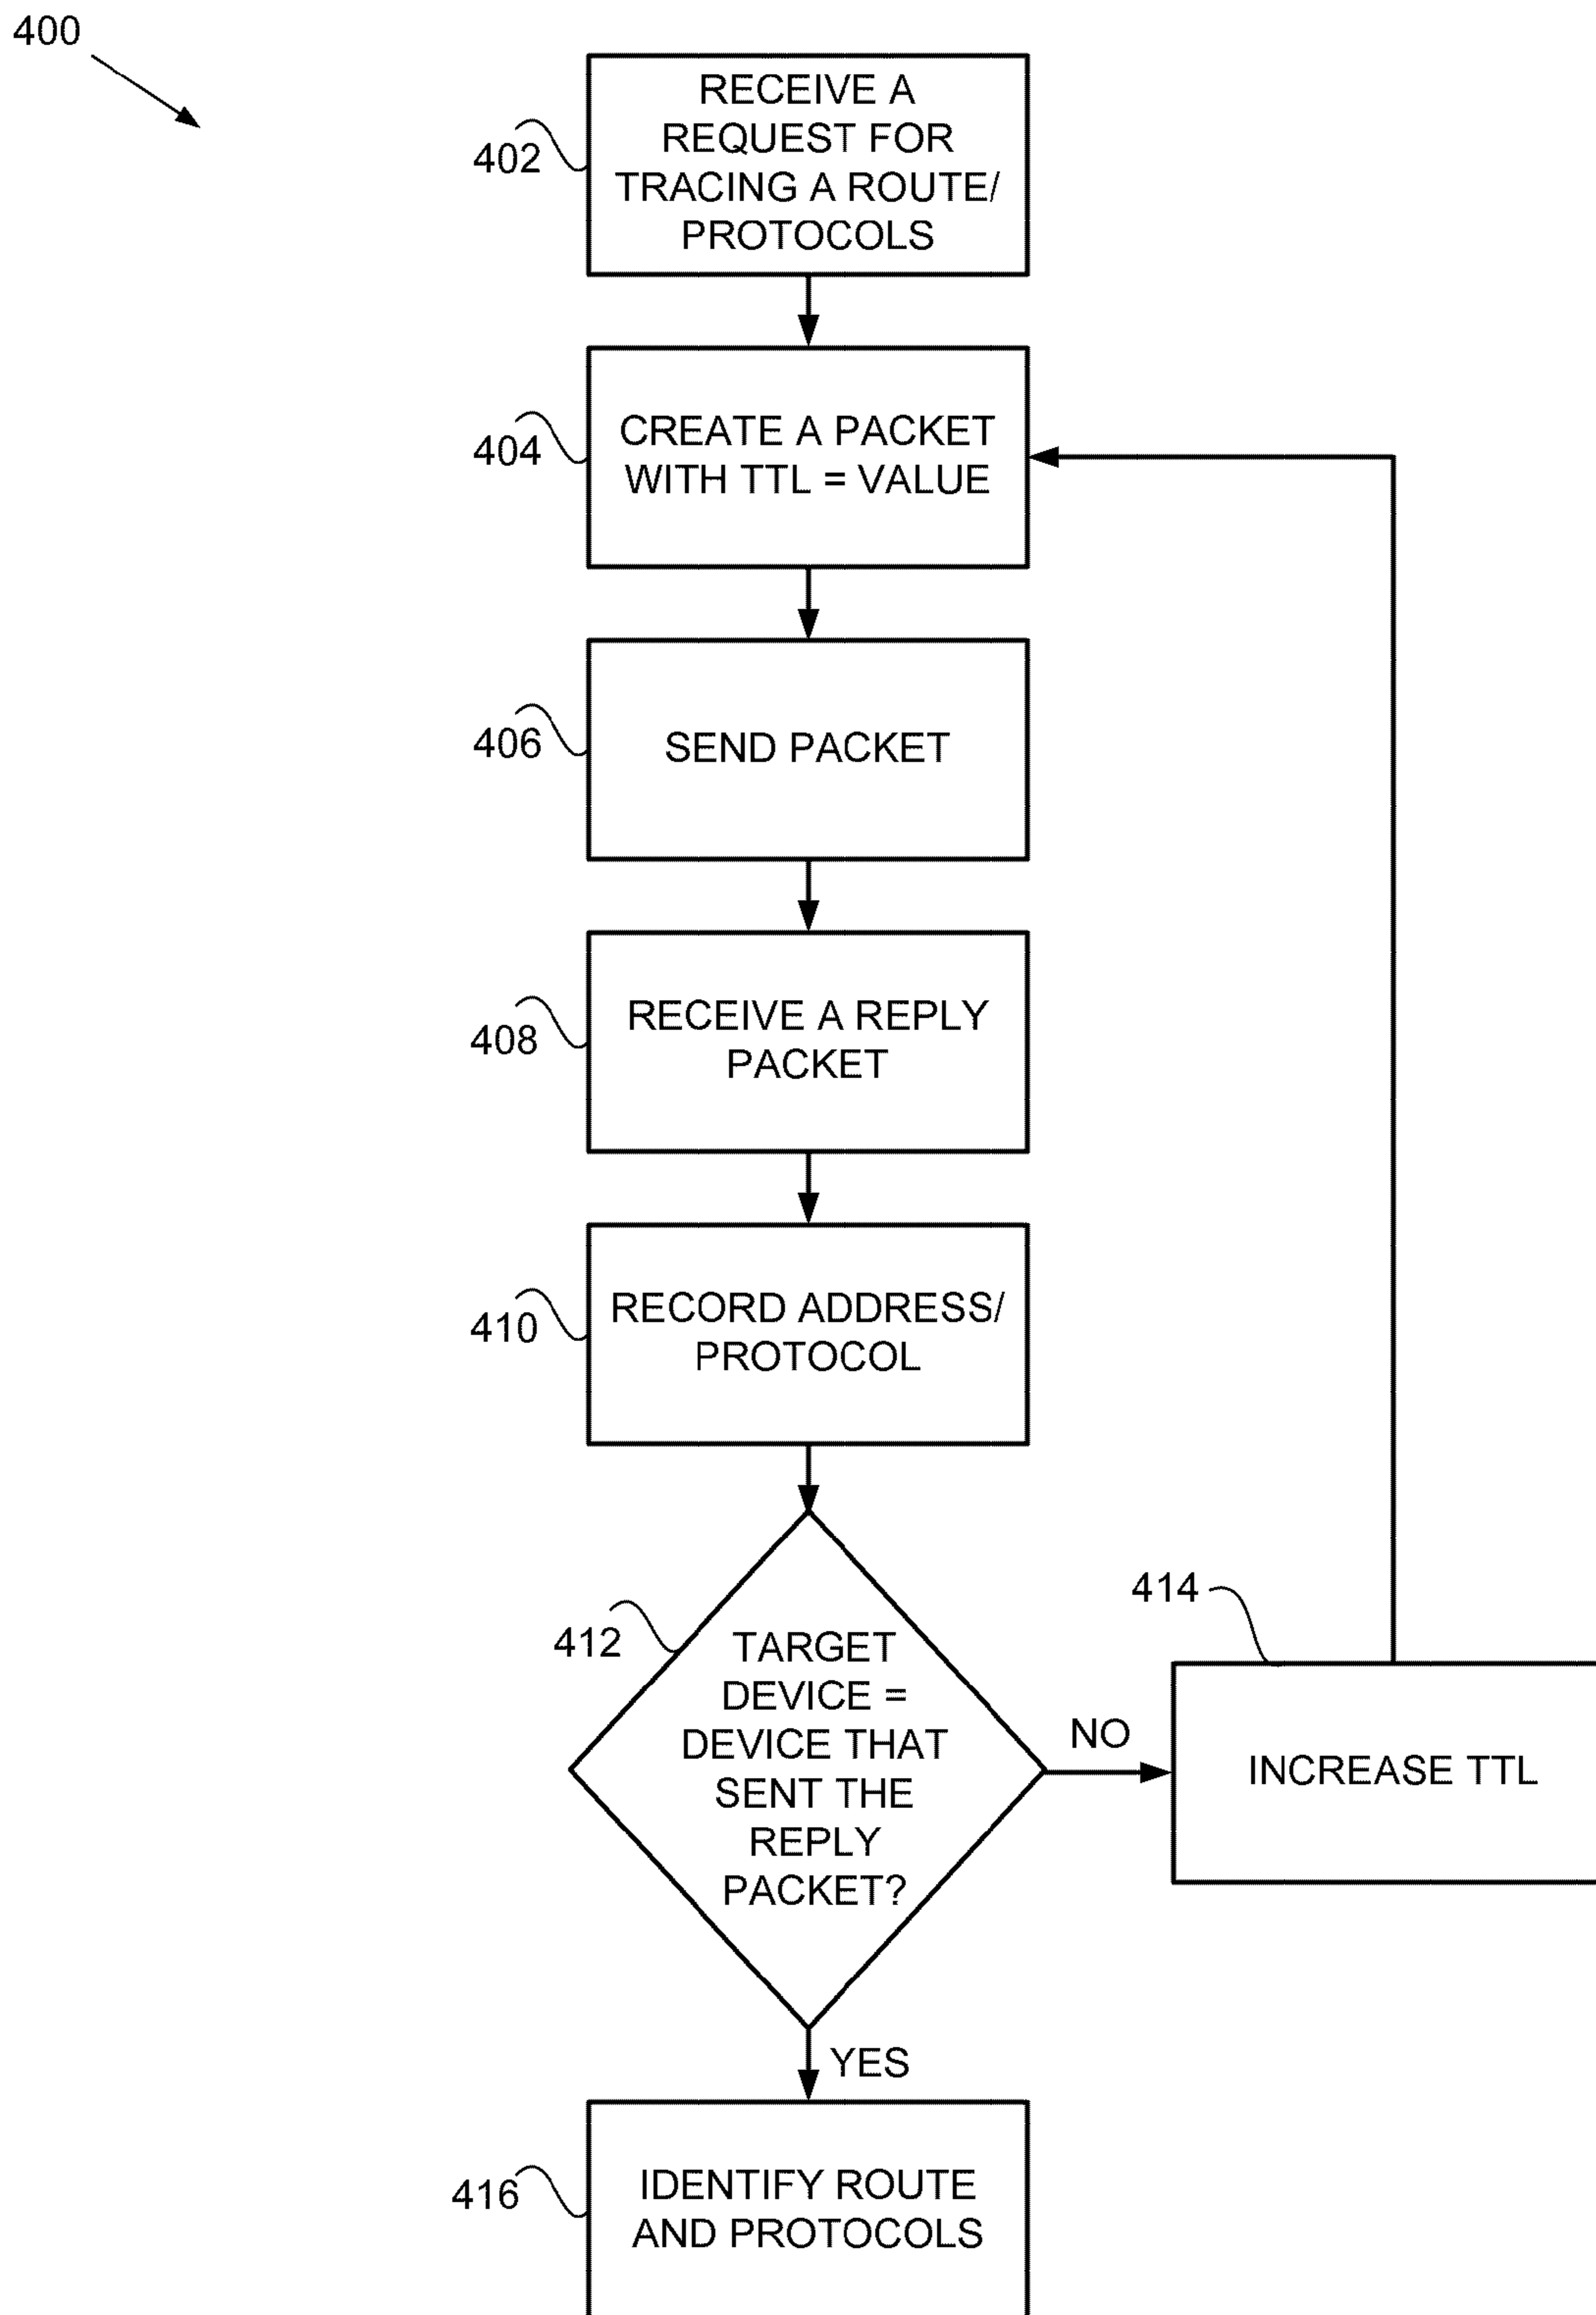 400
RECEIVE A
REQUEST FOR
TRACING A ROUTE/
PROTOCOLS
402
CREATE A PACKET
WITH TTL = VALUE
404
SEND PACKET
406
RECEIVE A REPLY
PACKET
408
RECORD ADDRESS/
PROTOCOL
410
TARGET
DEVICE =
DEVICE THAT
SENT THE
REPLY
PACKET?
412
NO
414
INCREASE TTL
YES
IDENTIFY ROUTE
AND PROTOCOLS
416